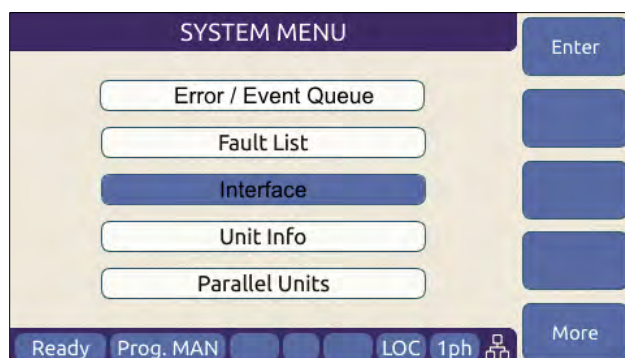 SYSTEM MENU
Enter
Error / Event Queue
Fault List
Interface
Unit Info
Parallel Units
More
Ready Prog. MAN LOC 1ph